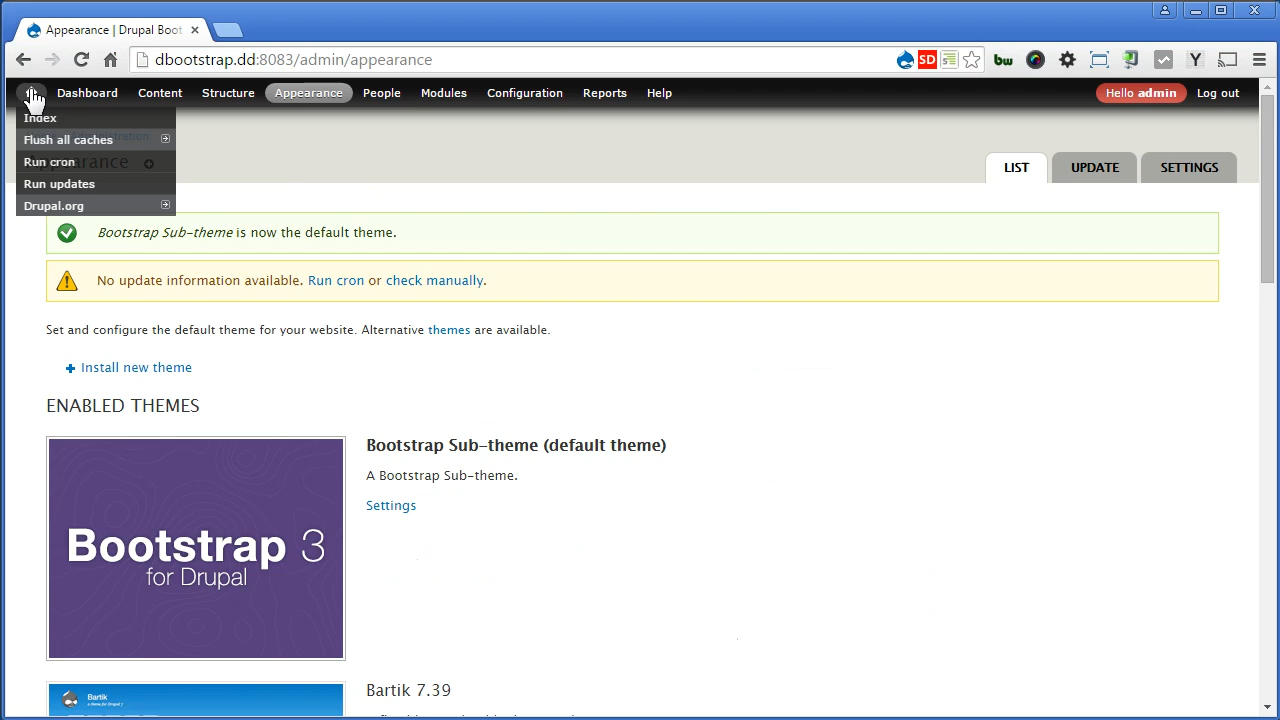 Appearance | Drupal Boot
dbootstrap.dd:8083/admin/appearance
SD
bw
Y
Dashboard Content Structure Appearance People Modules Configuration Reports Help Hello admin Log out
Index
Flush all caches
Run cron
Run updates
Drupal.org
Appearance
LIST UPDATE SETTINGS
Bootstrap Sub-theme is now the default theme.
No update information available. Run cron or check manually.
Set and configure the default theme for your website. Alternative themes are available.
Install new theme
ENABLED THEMES
Bootstrap Sub-theme (default theme)
A Bootstrap Sub-theme.
Settings
Bootstrap 3
for Drupal
Bartik
Bartik 7.39